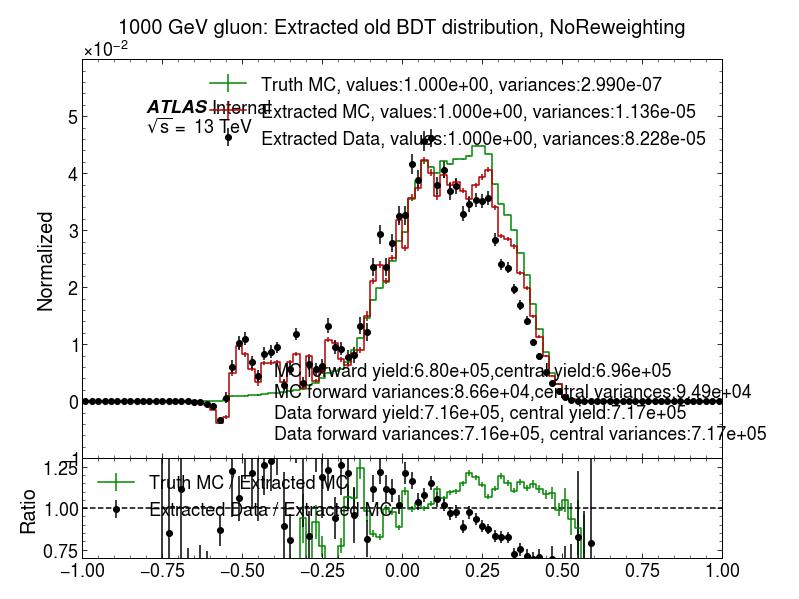 1000 GeV gluon: Extracted old BDT distribution, NoReweighting
×10−2
Truth MC, values:1.000e+00, variances:2.990e-07
ATLAS Internal
Extracted MC, values:1.000e+00, variances:1.136e-05
√s = 13 TeV
Extracted Data, values:1.000e+00, variances:8.228e-05
5
4
3
2
1
0
1
Normalized
MC forward yield:6.80e+05,central yield:6.96e+05
MC forward variances:8.66e+04,central variances:9.49e+04
Data forward yield:7.16e+05, central yield:7.17e+05
Data forward variances:7.16e+05, central variances:7.17e+05
1.25
1.00
0.75
Ratio
Truth MC / Extracted MC
Extracted Data / Extracted MC
−1.00 −0.75 −0.50 −0.25 0.00 0.25 0.50 0.75 1.00